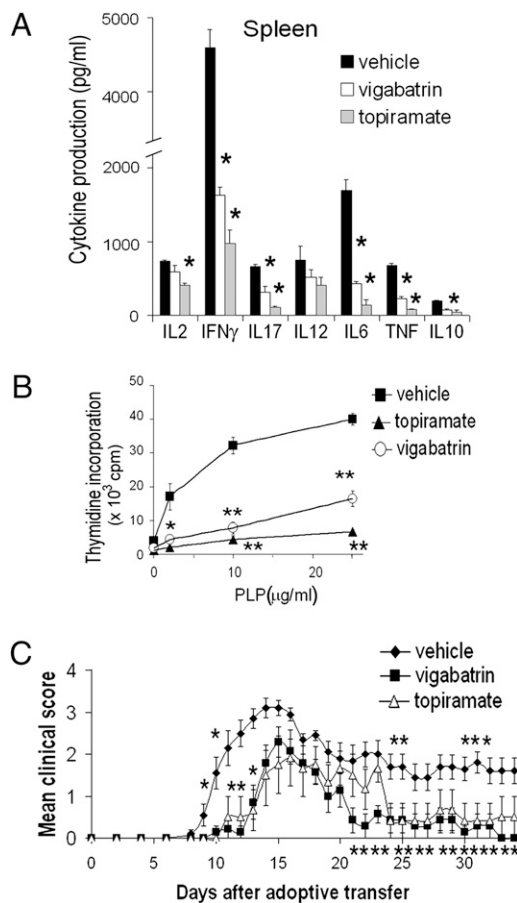 A
Spleen
vehicle
vigabatrin
topiramate
Cytokine production (pg/ml)
5000
4000
2000
1000
0
* * * * * * * * * *
IL2 IFNγ IL17 IL12 IL6 TNF IL10
B
vehicle
topiramate
vigabatrin
Thymidine incorporation
(x 10³ cpm)
50
40
30
20
10
0
* ** ** ** **
0 10 20
PLP(μg/ml)
C
vehicle
vigabatrin
topiramate
Mean clinical score
4
3
2
1
0
* * ** * ** ***
0 5 10 15 20 25 30
** ** ** ** ** ** **
Days after adoptive transfer